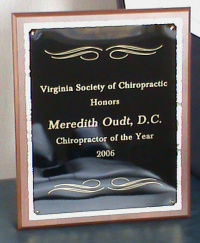 Virginia Society of Chiropractic
Honors
Meredith Oudt, D.C.
Chiropractor of the Year
2006